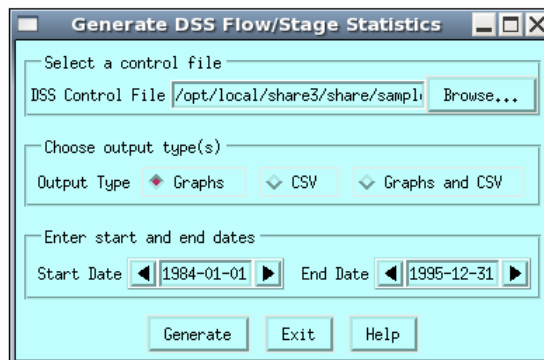 Generate DSS Flow/Stage Statistics
Select a control file
DSS Control File /opt/local/share3/share/sampl Browse...
Choose output type(s)
Output Type Graphs CSV Graphs and CSV
Enter start and end dates
Start Date 1984-01-01 End Date 1995-12-31
Generate Exit Help